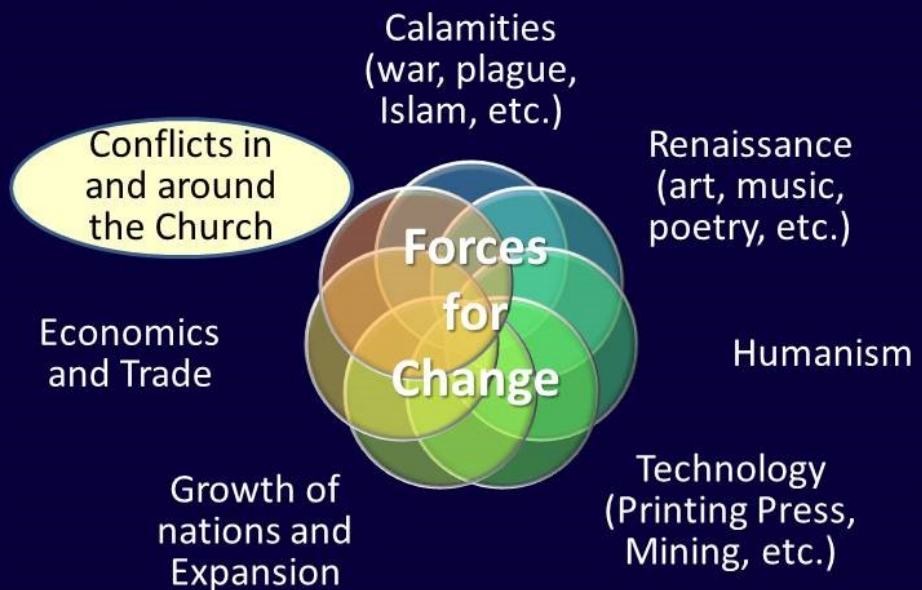 Calamities
(war, plague,
Islam, etc.)
Conflicts in
and around
the Church
Renaissance
(art, music,
poetry, etc.)
Forces
for
Change
Economics
and Trade
Humanism
Growth of
nations and
Expansion
Technology
(Printing Press,
Mining, etc.)